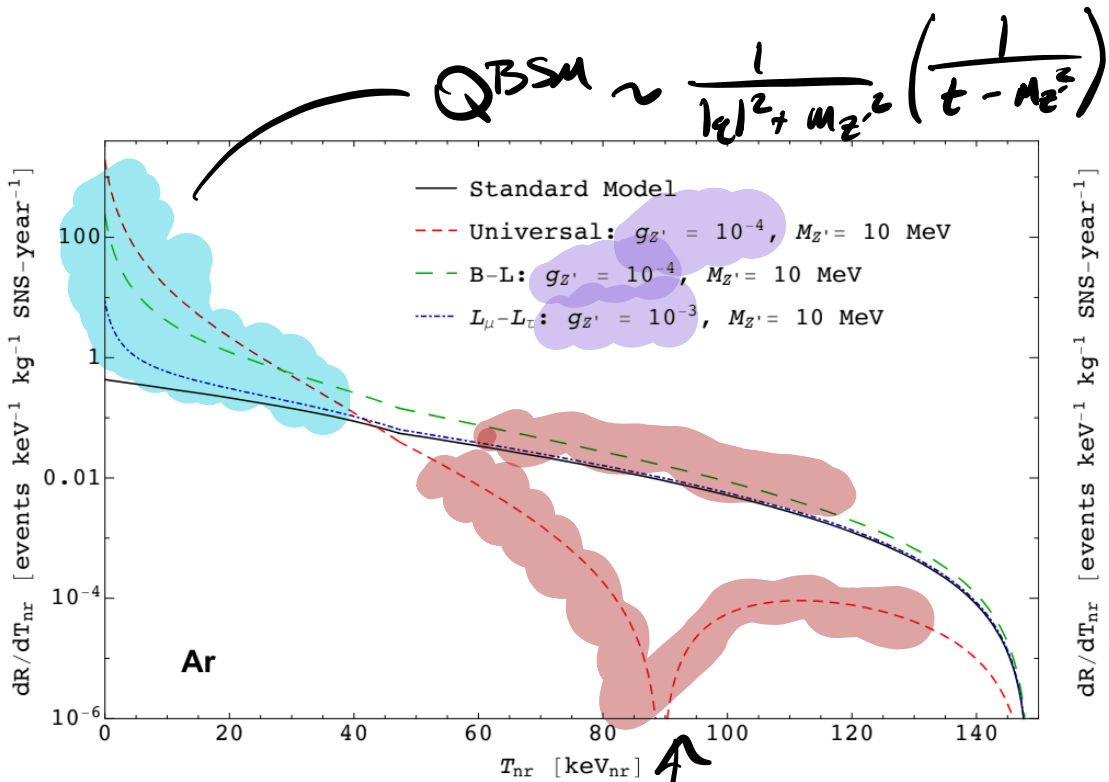 Q^BSM ~ 1/(|q|²+m_Z'²) (1/(t - M_Z'²))
Standard Model
Universal: g_Z' = 10⁻⁴, M_Z' = 10 MeV
B-L: g_Z' = 10⁻⁴, M_Z' = 10 MeV
L_μ-L_τ: g_Z' = 10⁻³, M_Z' = 10 MeV
dR/dT_nr [events keV⁻¹ kg⁻¹ SNS-year⁻¹]
100
1
0.01
10⁻⁴
10⁻⁶
Ar
0 20 40 60 80 100 120 140
T_nr [keV_nr]
dR/dT_nr [events keV⁻¹ kg⁻¹ SNS-year⁻¹]